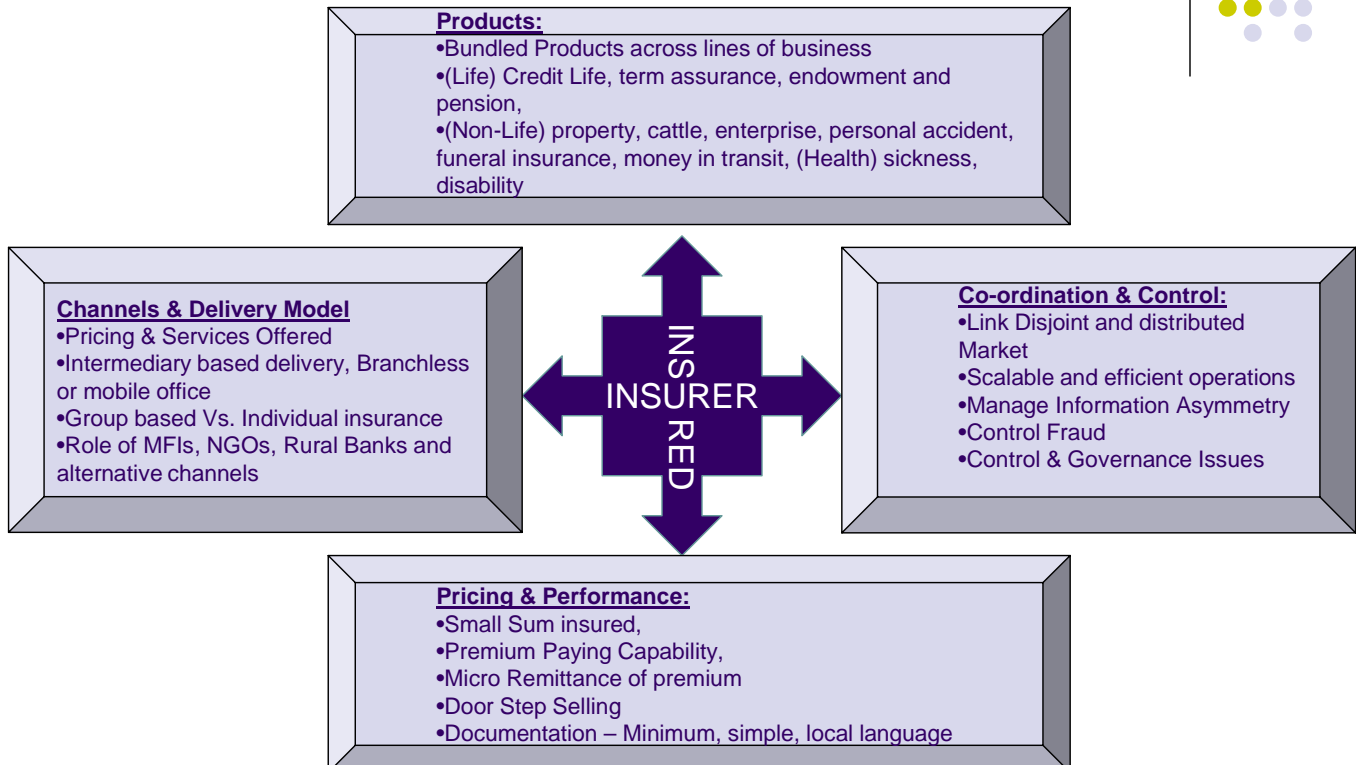 Products:
•Bundled Products across lines of business
•(Life) Credit Life, term assurance, endowment and
pension,
•(Non-Life) property, cattle, enterprise, personal accident,
funeral insurance, money in transit, (Health) sickness,
disability
Channels & Delivery Model
•Pricing & Services Offered
•Intermediary based delivery, Branchless
or mobile office
•Group based Vs. Individual insurance
•Role of MFIs, NGOs, Rural Banks and
alternative channels
INSURED
INSURER
Co-ordination & Control:
•Link Disjoint and distributed
Market
•Scalable and efficient operations
•Manage Information Asymmetry
•Control Fraud
•Control & Governance Issues
Pricing & Performance:
•Small Sum insured,
•Premium Paying Capability,
•Micro Remittance of premium
•Door Step Selling
•Documentation – Minimum, simple, local language